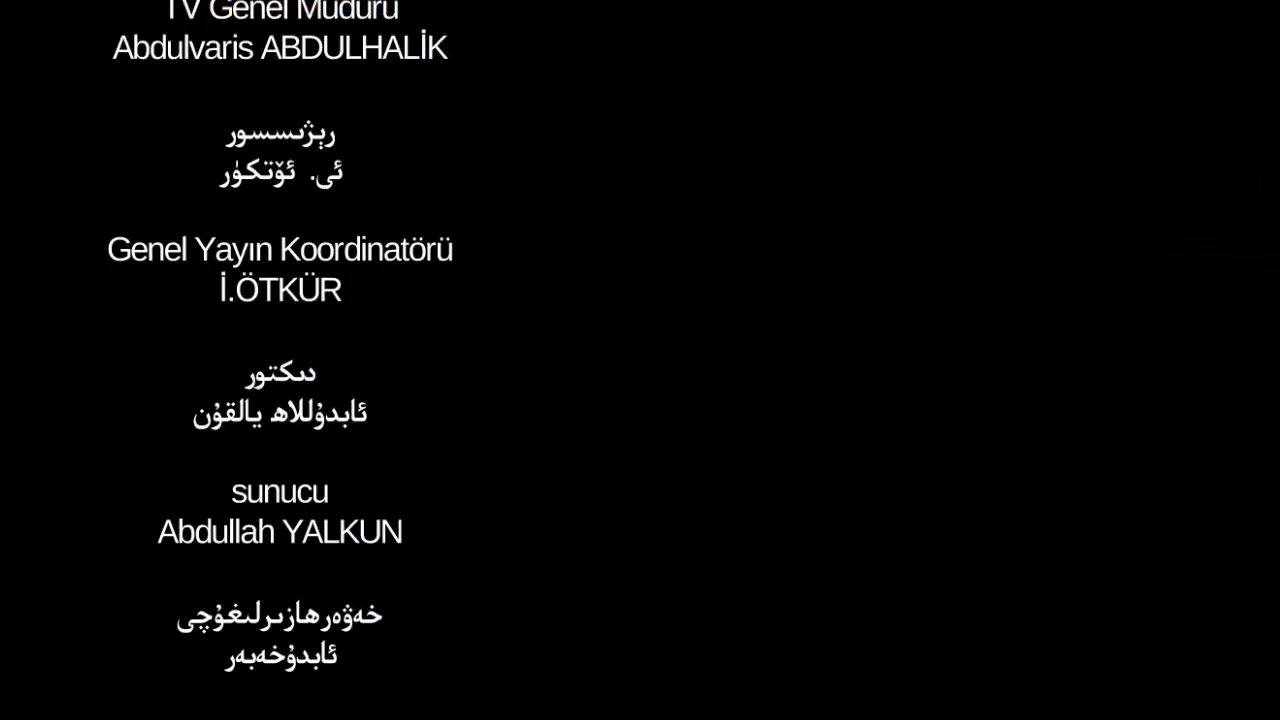 TV Genel Müdürü
Abdulvaris ABDULHALİK
رېژىسسور
ئى. ئۆتكۈر
Genel Yayın Koordinatörü
İ.ÖTKÜR
دىكتور
ئابدۇللاھ يالقۇن
sunucu
Abdullah YALKUN
خەۋەرھازىرلىغۇچى
ئابدۇخەبەر